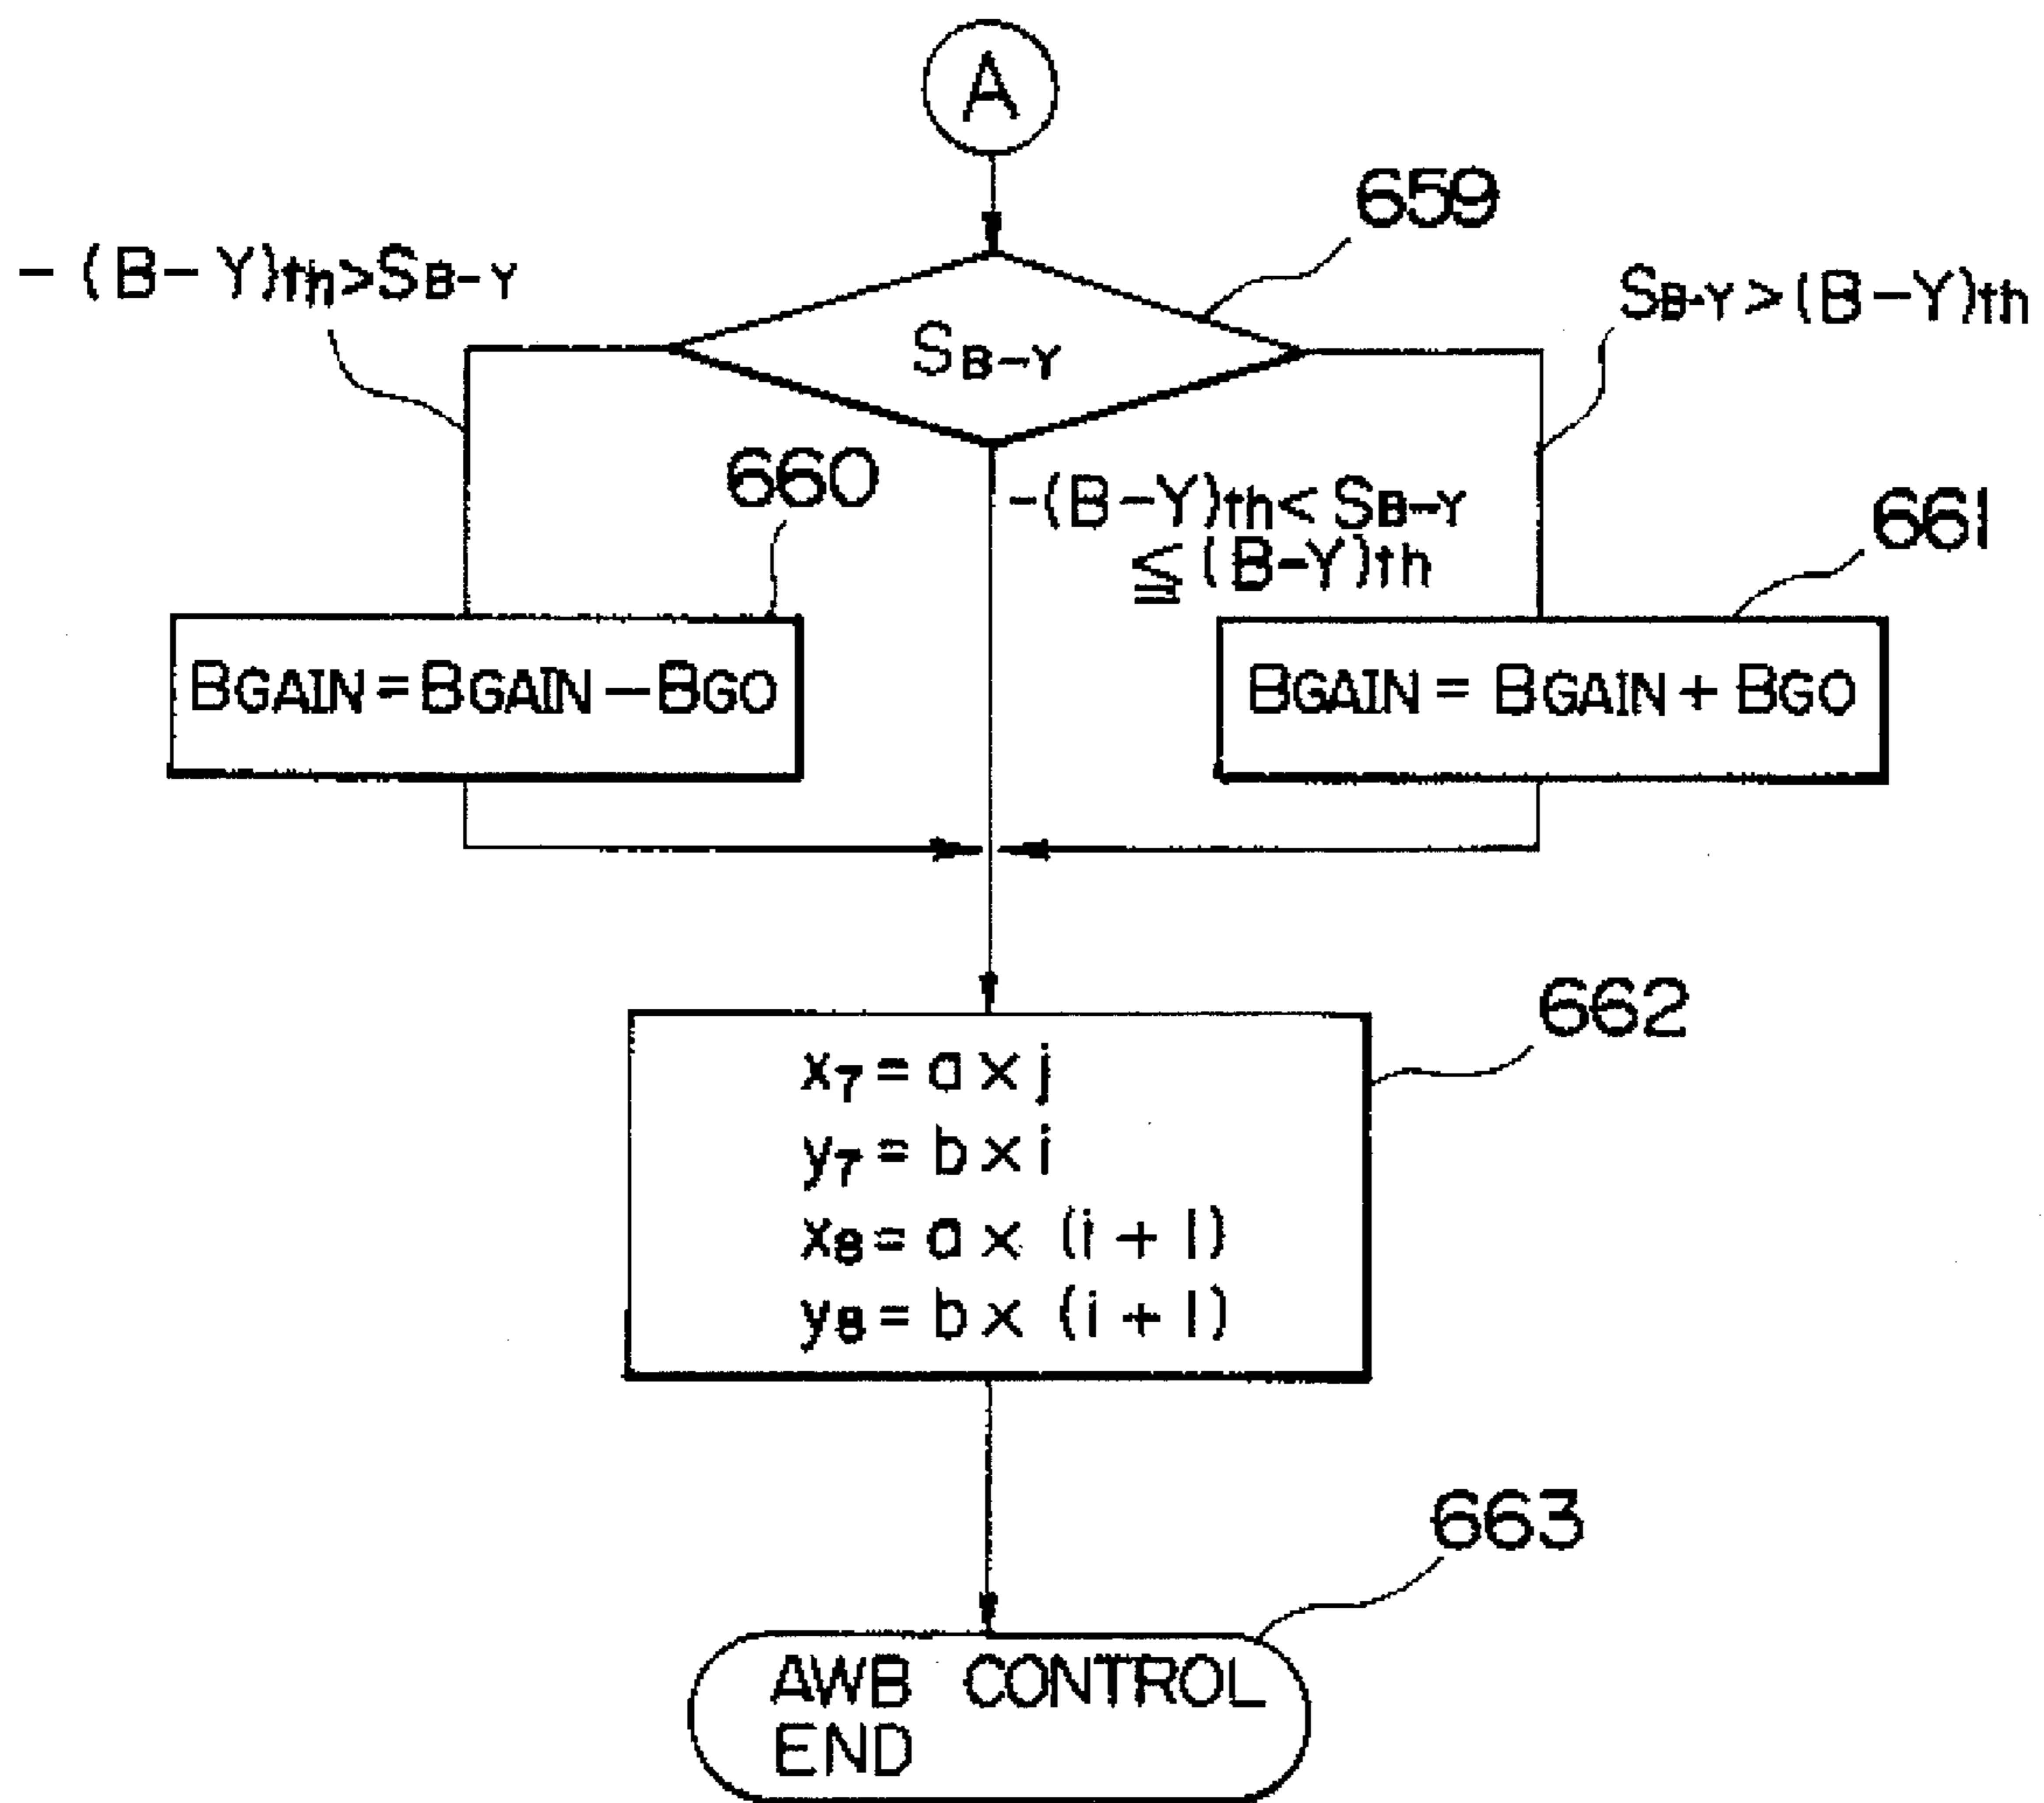 A
659
-(B-Y)th>SB-Y
SB-Y>(B-Y)th
SB-Y
660
-(B-Y)th<SB-Y
≦(B-Y)th
661
BGAIN=BGAIN-BGO
BGAIN = BGAIN + BGO
662
x7 = a × j
y7 = b × i
x8 = a × (i + 1)
y8 = b × (i + 1)
663
AWB CONTROL
END